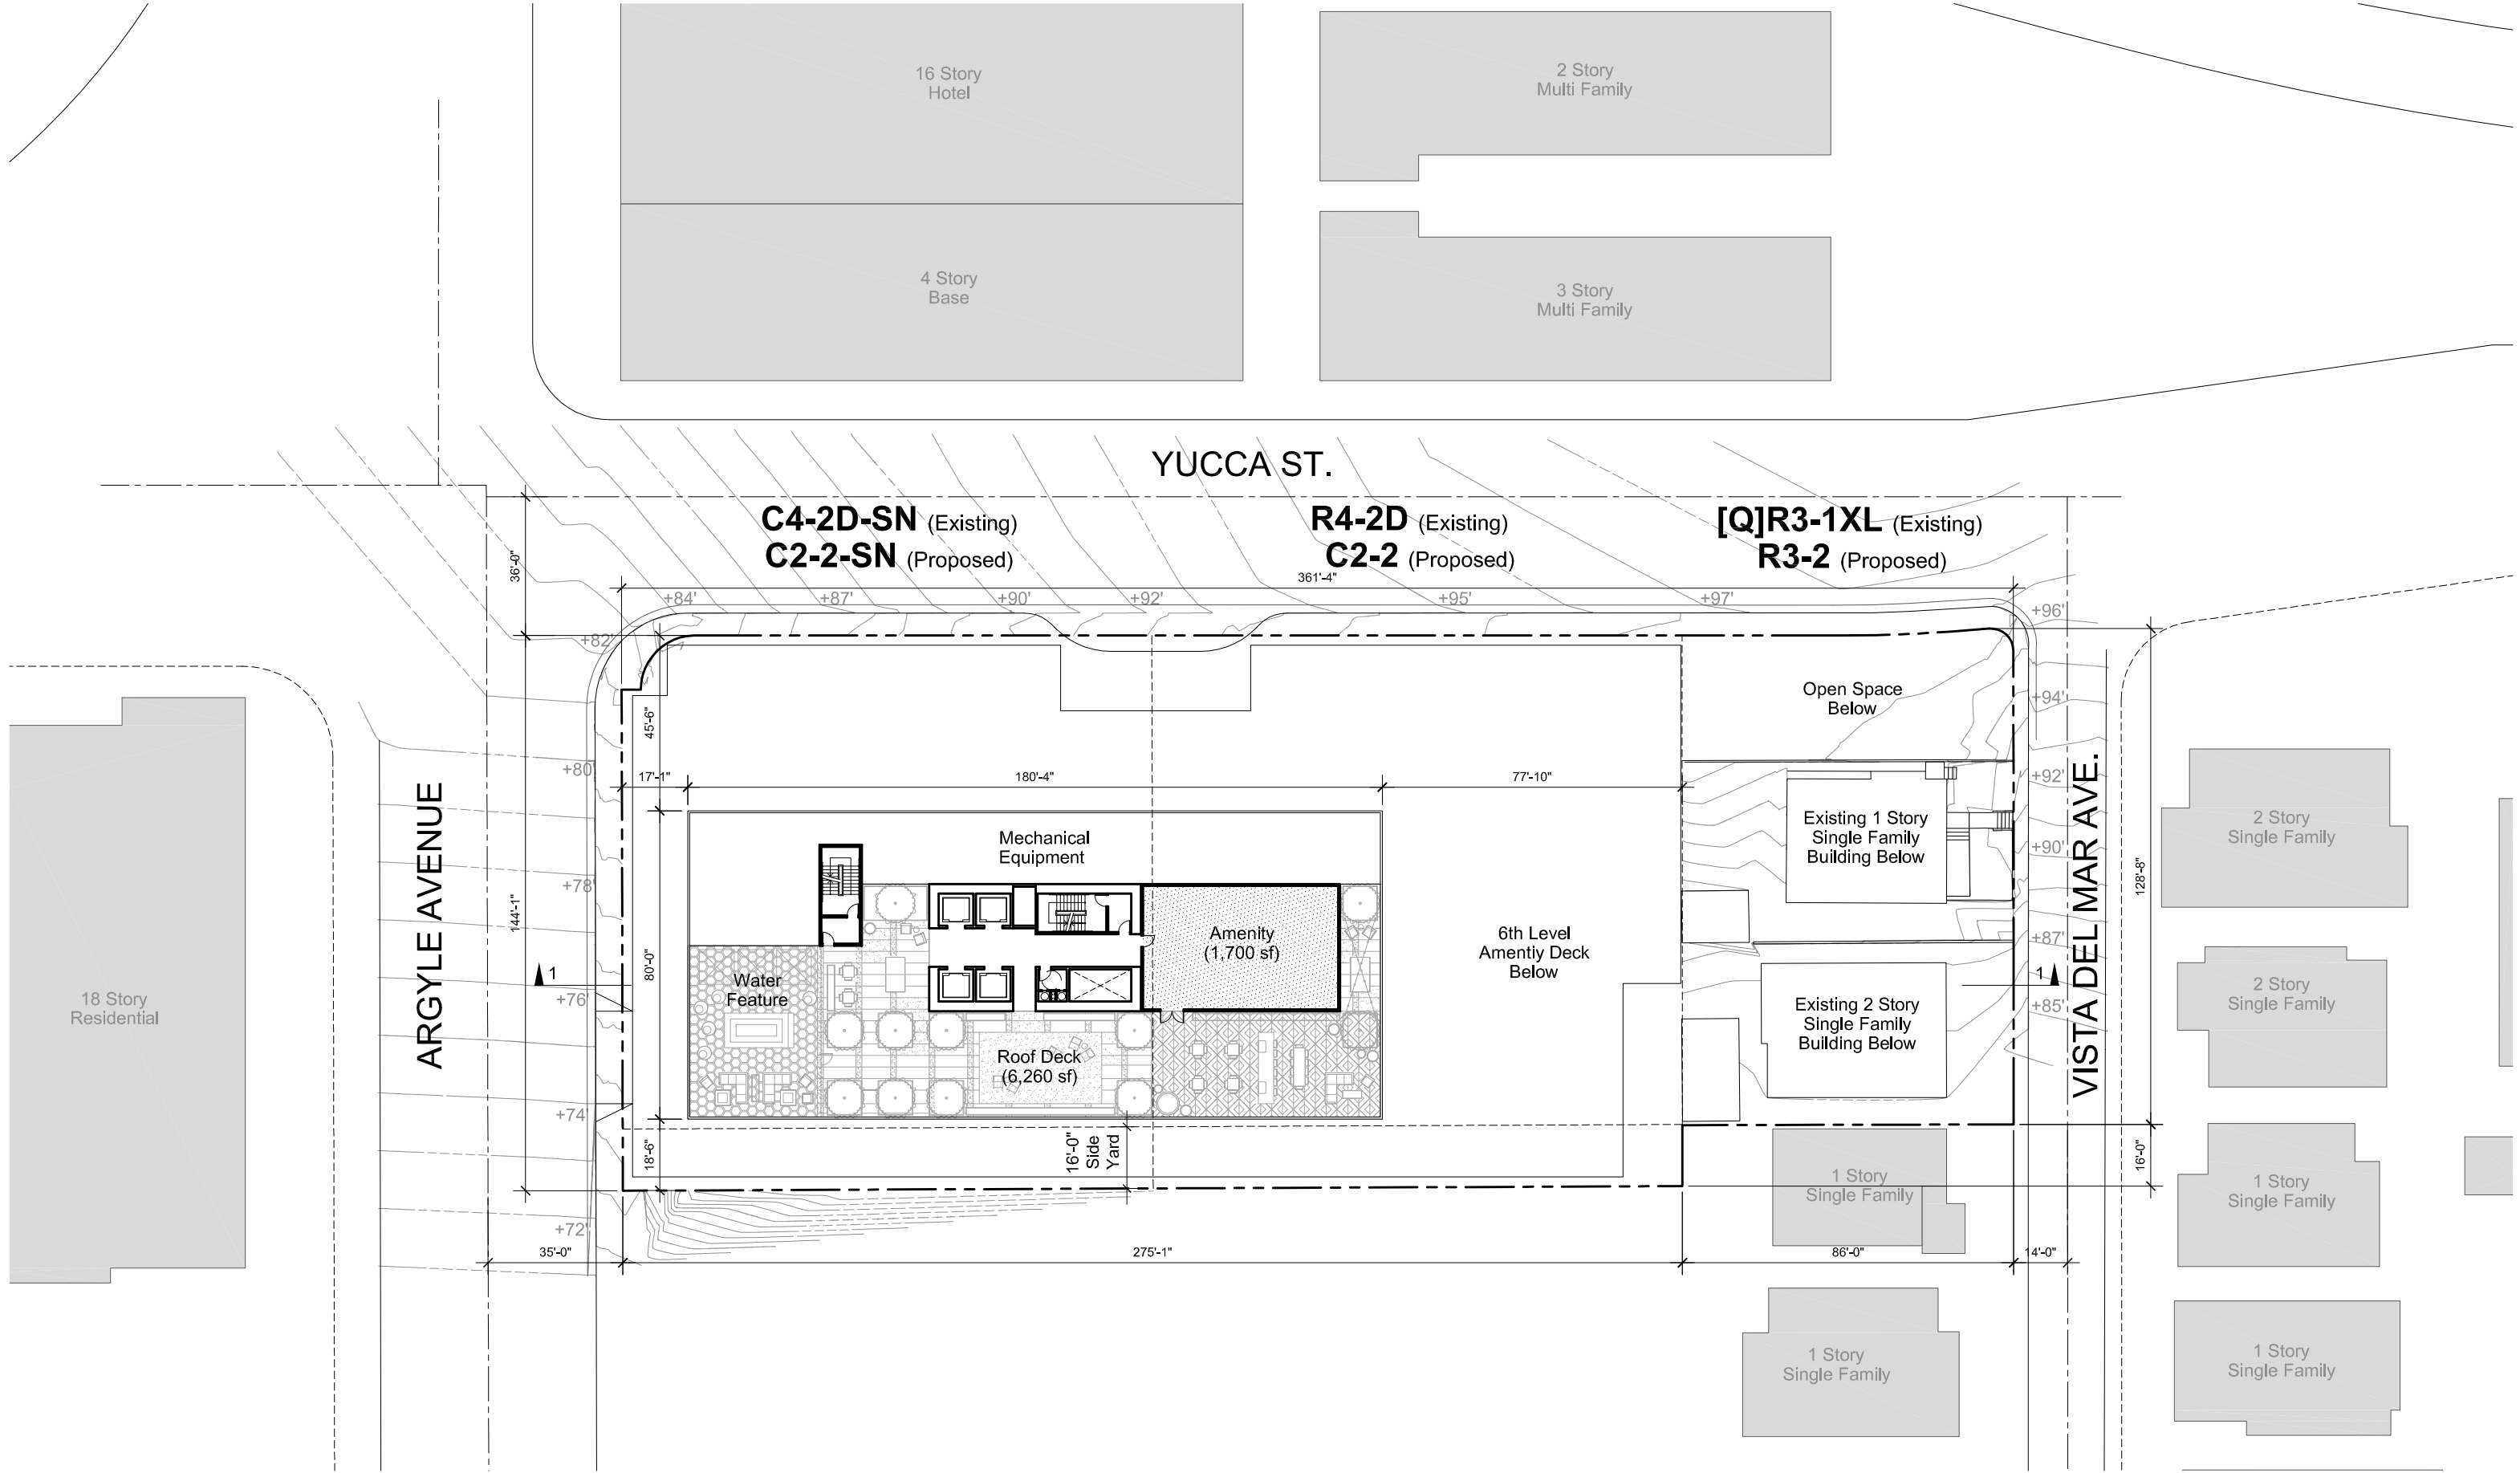 16 Story
Hotel
2 Story
Multi Family
4 Story
Base
3 Story
Multi Family
YUCCA ST.
C4-2D-SN (Existing)
C2-2-SN (Proposed)
R4-2D (Existing)
C2-2 (Proposed)
[Q]R3-1XL (Existing)
R3-2 (Proposed)
36'-0"
361'-4"
+84'
+87'
+90'
+92'
+95'
+97'
+96'
+82'
Open Space
Below
+94'
45'-6"
+80'
17'-1"
180'-4"
77'-10"
+92'
ARGYLE AVENUE
VISTA DEL MAR AVE.
Mechanical
Equipment
Existing 1 Story
Single Family
Building Below
2 Story
Single Family
+90'
+78'
144'-1"
128'-8"
Amenity
(1,700 sf)
6th Level
Amentiy Deck
Below
+87'
80'-0"
Water
Feature
1
1
+76'
18 Story
Residential
Existing 2 Story
Single Family
Building Below
+85'
2 Story
Single Family
Roof Deck
(6,260 sf)
+74'
18'-6"
16'-0"
Side
Yard
16'-0"
1 Story
Single Family
1 Story
Single Family
+72'
35'-0"
275'-1"
86'-0"
14'-0"
1 Story
Single Family
1 Story
Single Family